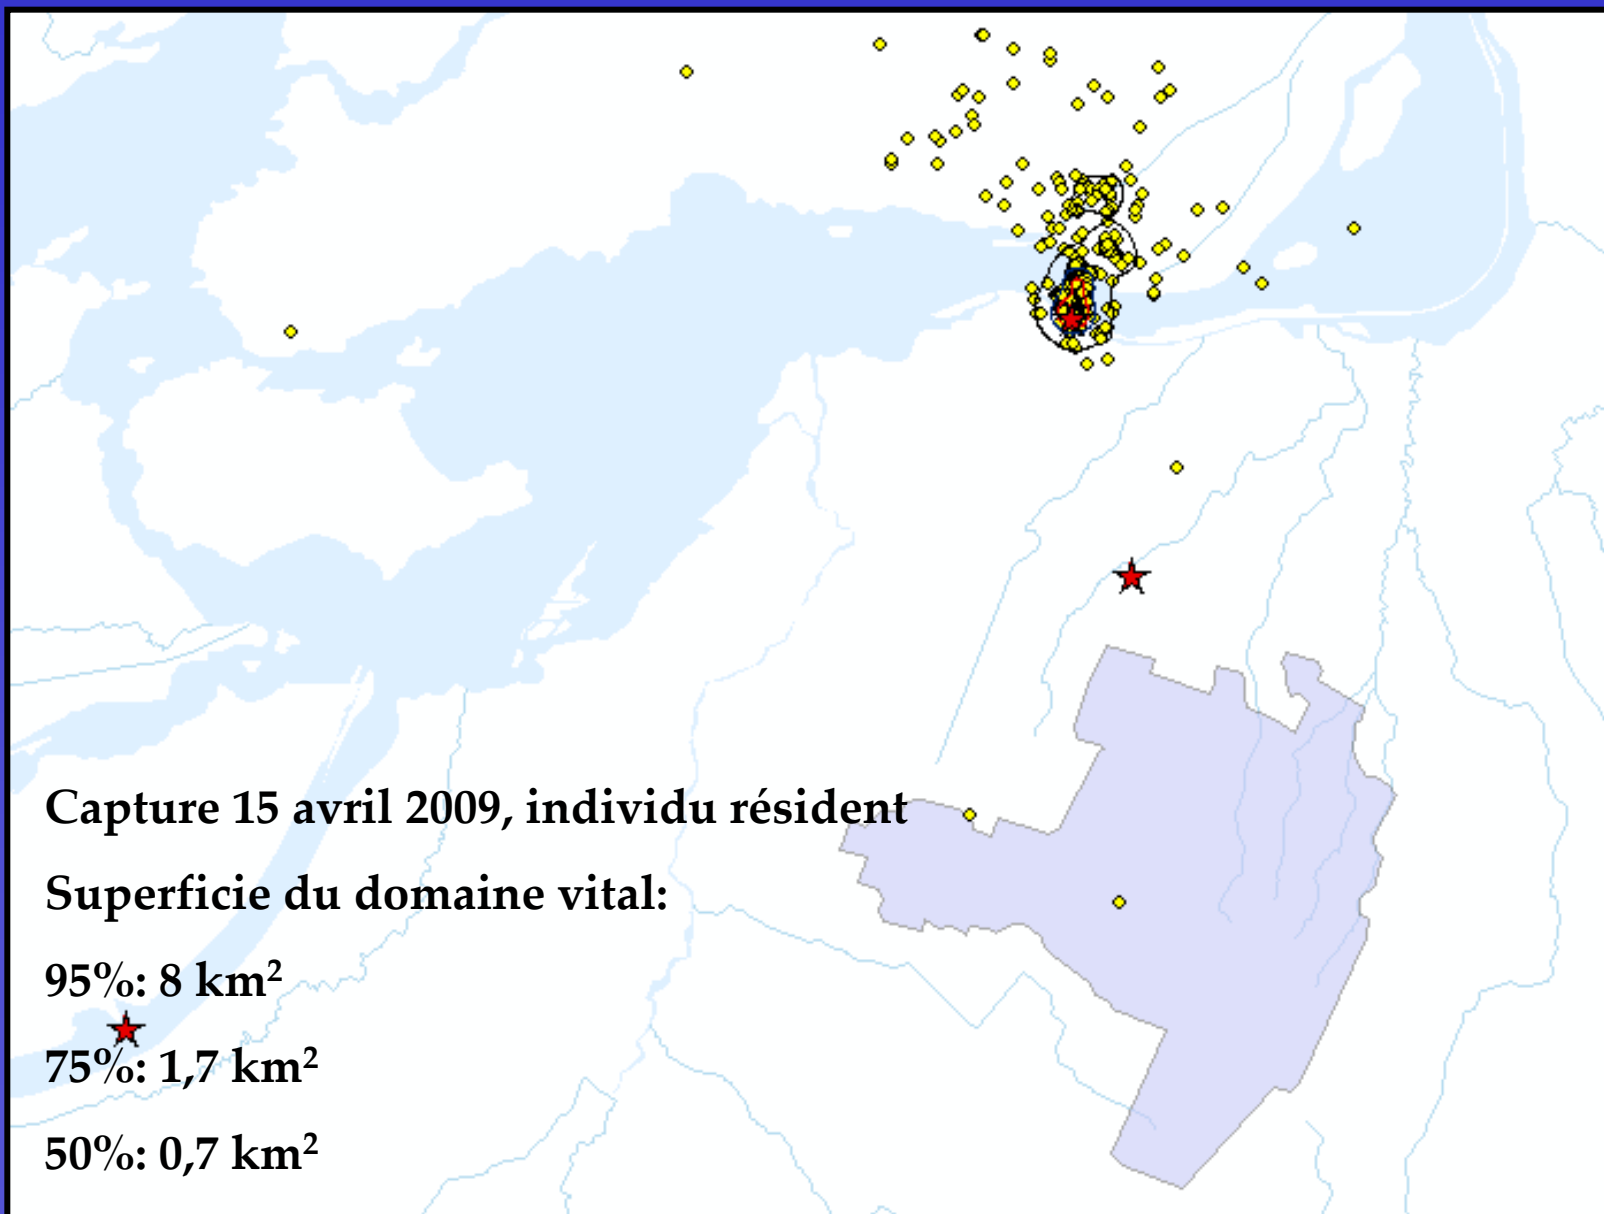 Capture 15 avril 2009, individu résident
Superficie du domaine vital:
95%: 8 km²
75%: 1,7 km²
50%: 0,7 km²